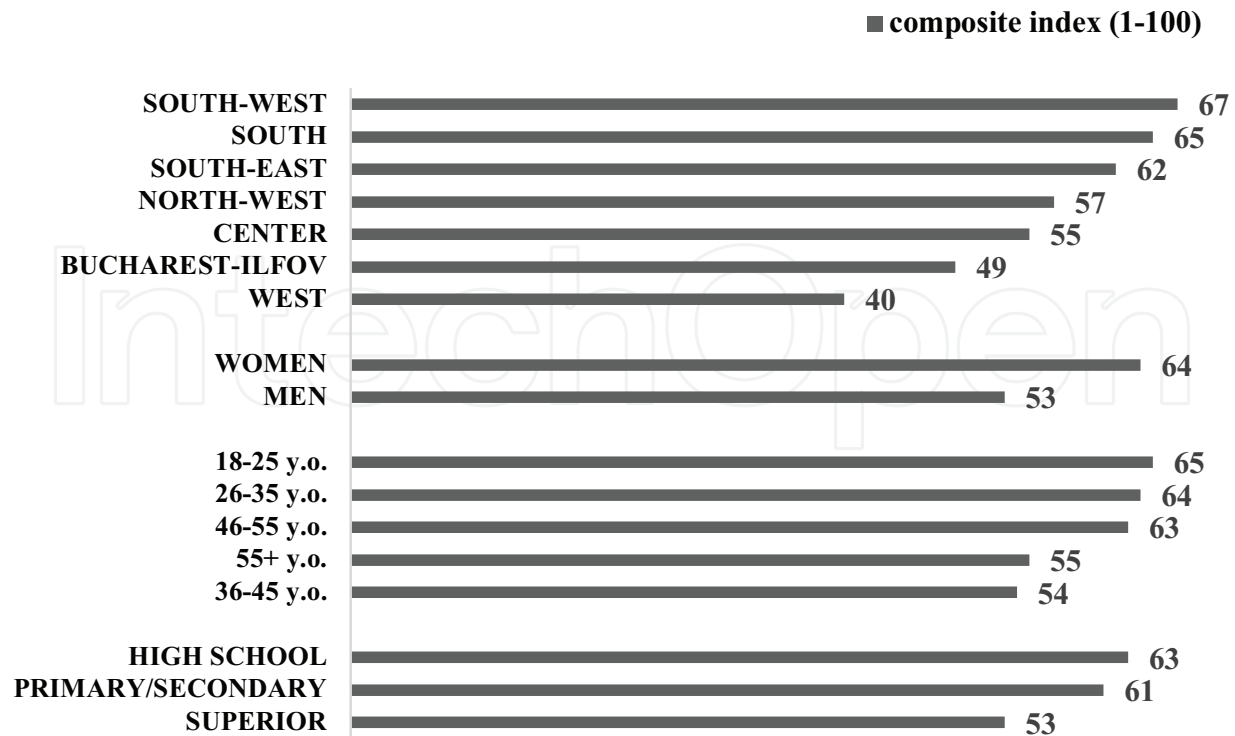 composite index (1-100)
SOUTH-WEST 67
SOUTH 65
SOUTH-EAST 62
NORTH-WEST 57
CENTER 55
BUCHAREST-ILFOV 49
WEST 40
IntechOpen
WOMEN 64
MEN 53
18-25 y.o. 65
26-35 y.o. 64
46-55 y.o. 63
55+ y.o. 55
36-45 y.o. 54
HIGH SCHOOL 63
PRIMARY/SECONDARY 61
SUPERIOR 53